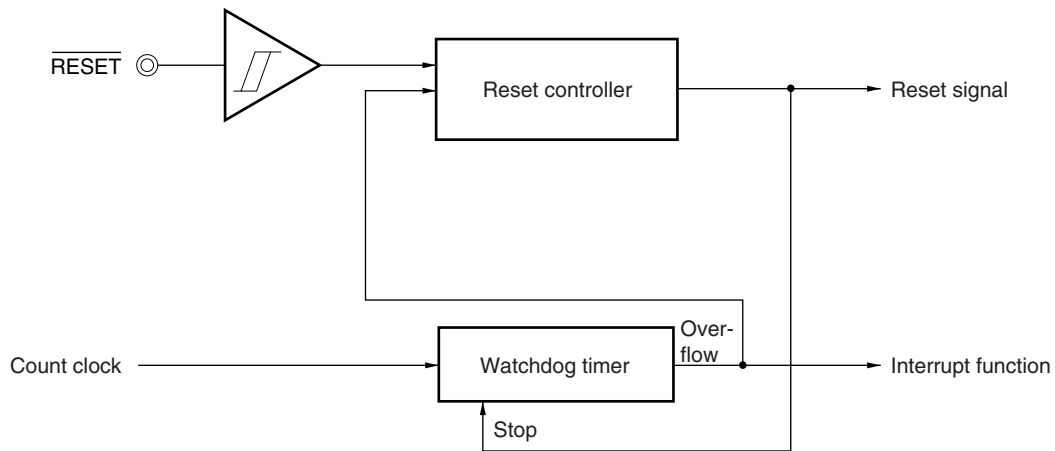 RESET
Reset controller
Reset signal
Over-
flow
Count clock
Watchdog timer
Interrupt function
Stop